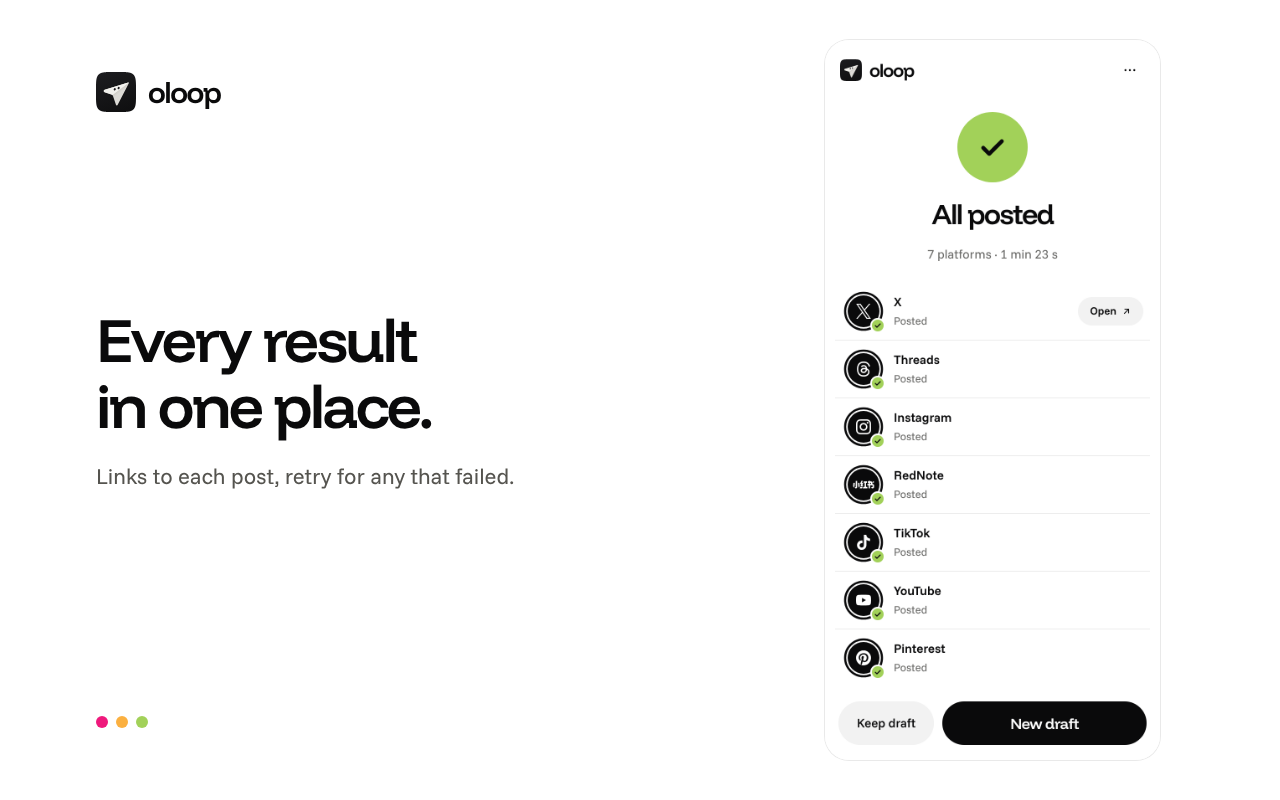 oloop
Every result
in one place.
Links to each post, retry for any that failed.
oloop
All posted
7 platforms · 1 min 23 s
X
Posted
Open
Threads
Posted
Instagram
Posted
小红书
RedNote
Posted
TikTok
Posted
YouTube
Posted
Pinterest
Posted
Keep draft
New draft